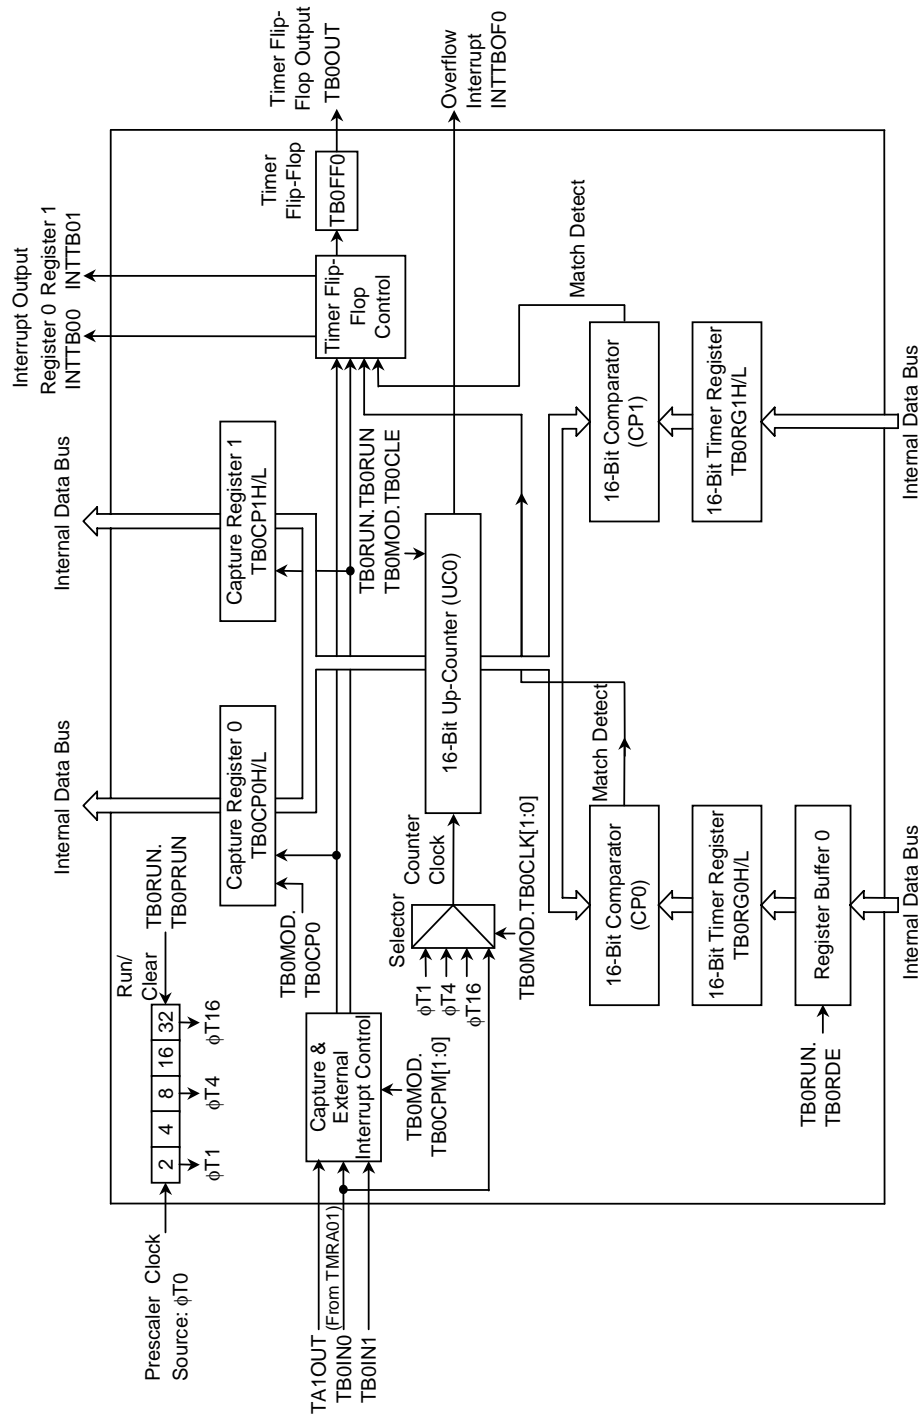 Prescaler Clock
Source: ϕT0
2
4
8
16
32
ϕT1
ϕT4
ϕT16
Run/
Clear
TB0RUN.
TB0PRUN
Internal Data Bus
Internal Data Bus
Interrupt Output
Register 0 Register 1
INTTB00
INTTB01
Capture Register 0
TB0CP0H/L
Capture Register 1
TB0CP1H/L
TB0MOD.
TB0CP0
TA1OUT
(From TMRA01)
TB0IN0
TB0IN1
Capture &
External
Interrupt Control
TB0MOD.
TB0CPM[1:0]
Timer Flip-
Flop
Control
Timer
Flip-Flop
TB0FF0
Timer Flip-
Flop Output
TB0OUT
TB0RUN.TB0RUN
TB0MOD.TB0CLE
Selector
ϕT1
ϕT4
ϕT16
Counter
Clock
TB0MOD.TB0CLK[1:0]
16-Bit Up-Counter (UC0)
Overflow
Interrupt
INTTBOF0
Match Detect
Match Detect
16-Bit Comparator
(CP0)
16-Bit Comparator
(CP1)
16-Bit Timer Register
TB0RG0H/L
16-Bit Timer Register
TB0RG1H/L
TB0RUN.
TB0RDE
Register Buffer 0
Internal Data Bus
Internal Data Bus